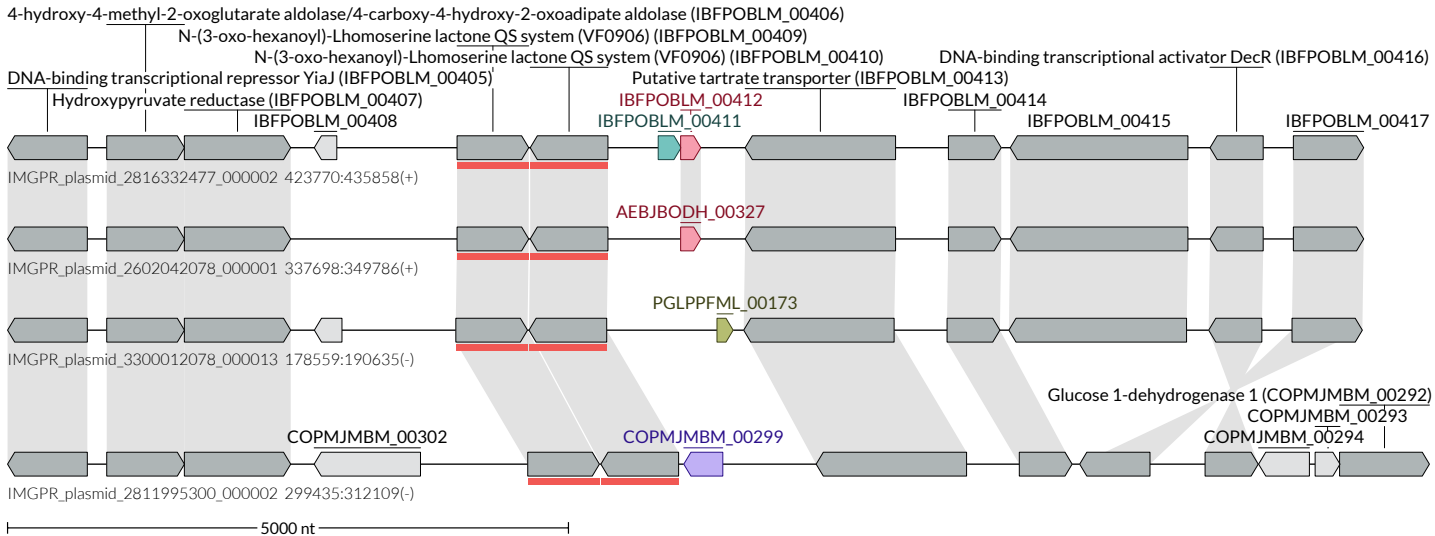 4-hydroxy-4-methyl-2-oxoglutarate aldolase/4-carboxy-4-hydroxy-2-oxoadipate aldolase (IBFPOBLM_00406)
N-(3-oxo-hexanoyl)-Lhomoserine lactone QS system (VF0906) (IBFPOBLM_00409)
N-(3-oxo-hexanoyl)-Lhomoserine lactone QS system (VF0906) (IBFPOBLM_00410)
DNA-binding transcriptional activator DecR (IBFPOBLM_00416)
DNA-binding transcriptional repressor YiaJ (IBFPOBLM_00405)
Putative tartrate transporter (IBFPOBLM_00413)
Hydroxypyruvate reductase (IBFPOBLM_00407)
IBFPOBLM_00412
IBFPOBLM_00414
IBFPOBLM_00408
IBFPOBLM_00411
IBFPOBLM_00415
IBFPOBLM_00417
IMGPR_plasmid_2816332477_000002 423770:435858(+)
AEBJBODH_00327
IMGPR_plasmid_2602042078_000001 337698:349786(+)
PGLPPFML_00173
IMGPR_plasmid_3300012078_000013 178559:190635(-)
Glucose 1-dehydrogenase 1 (COPMJMBM_00292)
COPMJMBM_00293
COPMJMBM_00302
COPMJMBM_00299
COPMJMBM_00294
IMGPR_plasmid_2811995300_000002 299435:312109(-)
5000 nt